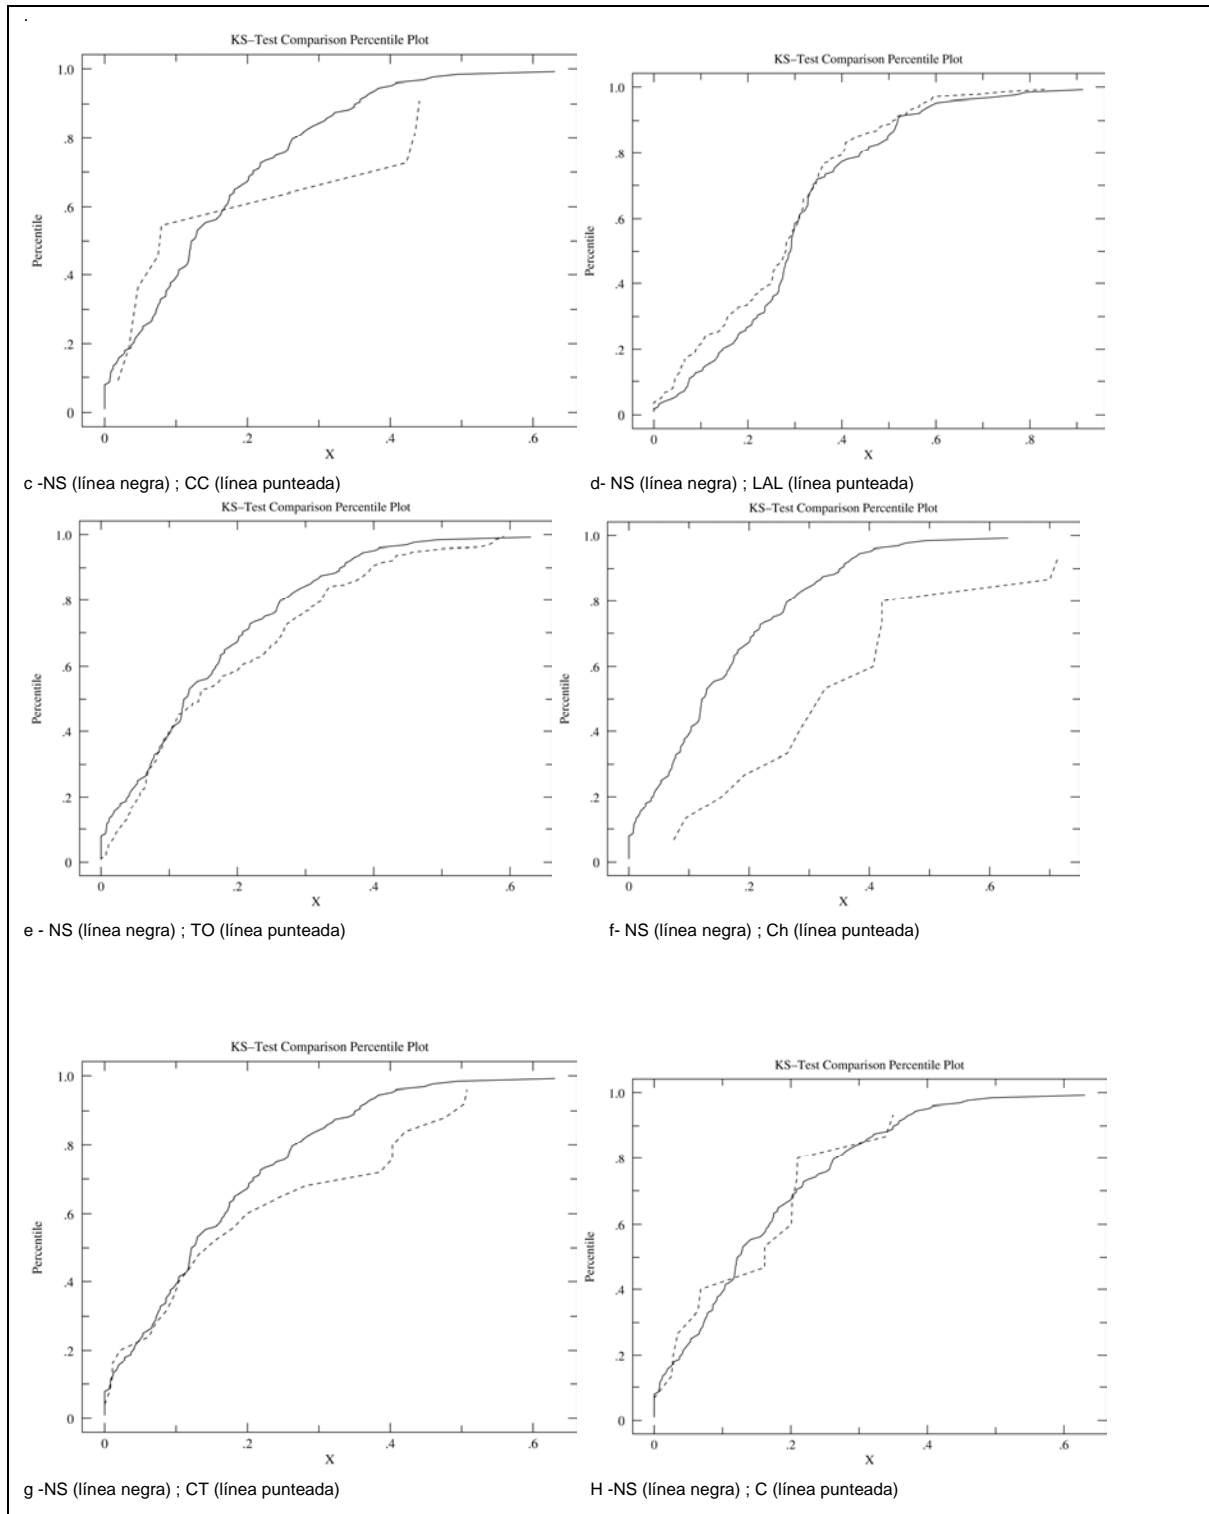 .
KS–Test Comparison Percentile Plot
1.0
.8
.6
.4
.2
0
Percentile
0 .2 .4 .6
X
c -NS (línea negra) ; CC (línea punteada)
KS–Test Comparison Percentile Plot
1.0
.8
.6
.4
.2
0
Percentile
0 .2 .4 .6 .8
X
d- NS (línea negra) ; LAL (línea punteada)
KS–Test Comparison Percentile Plot
1.0
.8
.6
.4
.2
0
Percentile
0 .2 .4 .6
X
e - NS (línea negra) ; TO (línea punteada)
KS–Test Comparison Percentile Plot
1.0
.8
.6
.4
.2
0
Percentile
0 .2 .4 .6
X
f- NS (línea negra) ; Ch (línea punteada)
KS–Test Comparison Percentile Plot
1.0
.8
.6
.4
.2
0
Percentile
0 .2 .4 .6
X
g -NS (línea negra) ; CT (línea punteada)
KS–Test Comparison Percentile Plot
1.0
.8
.6
.4
.2
0
Percentile
0 .2 .4 .6
X
H -NS (línea negra) ; C (línea punteada)